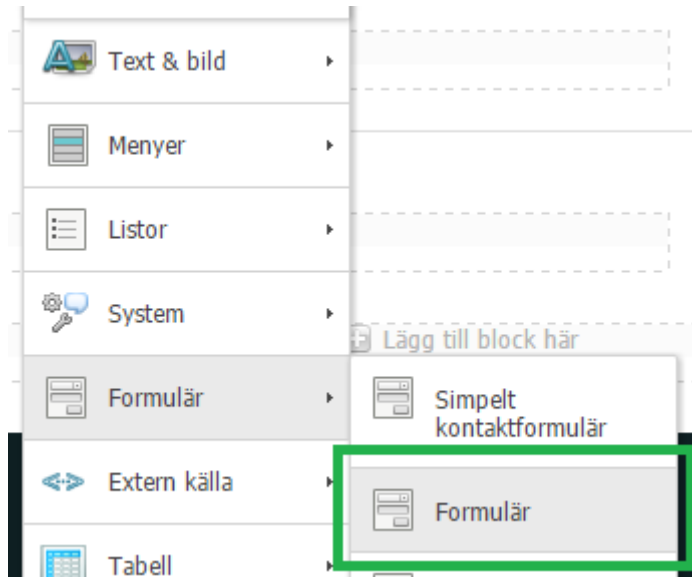 Text & bild
Menyer
Listor
System
Lägg till block här
Formulär
Simpelt
kontaktformulär
Extern källa
Formulär
Tabell